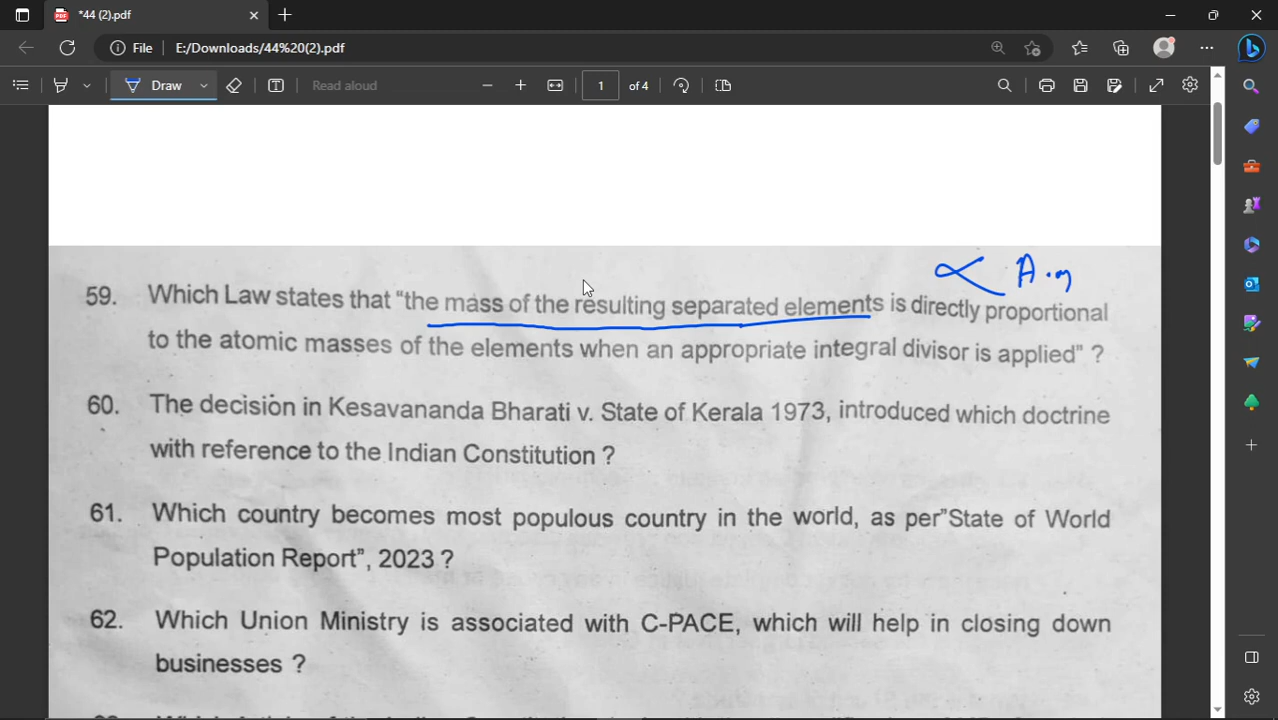 *44 (2).pdf
File E:/Downloads/44%20(2).pdf
Draw Read aloud 1 of 4
∝ A.m
59. Which Law states that “the mass of the resulting separated elements is directly proportional
to the atomic masses of the elements when an appropriate integral divisor is applied” ?
60. The decision in Kesavananda Bharati v. State of Kerala 1973, introduced which doctrine
with reference to the Indian Constitution ?
61. Which country becomes most populous country in the world, as per”State of World
Population Report”, 2023 ?
62. Which Union Ministry is associated with C-PACE, which will help in closing down
businesses ?